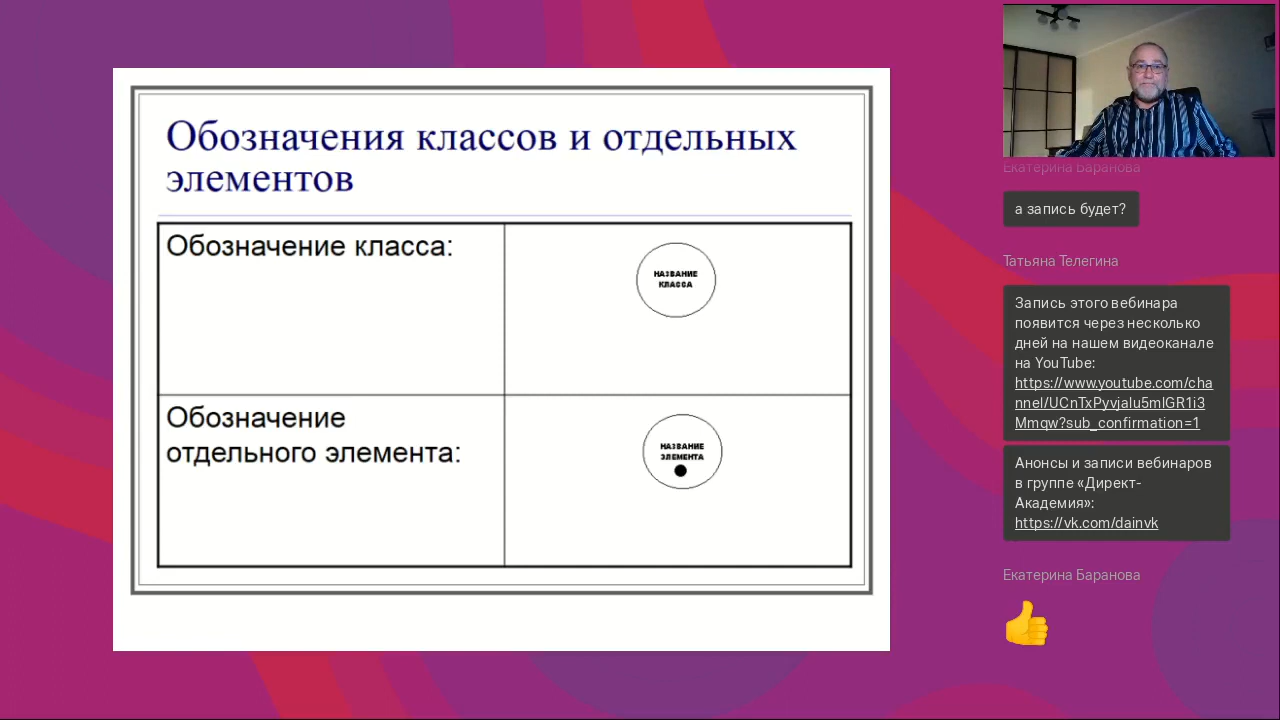 Обозначения классов и отдельных
элементов
Обозначение класса:
НАЗВАНИЕ
КЛАССА
Обозначение
отдельного элемента:
НАЗВАНИЕ
ЭЛЕМЕНТА
Екатерина Баранова
а запись будет?
Татьяна Телегина
Запись этого вебинара
появится через несколько
дней на нашем видеоканале
на YouTube:
https://www.youtube.com/cha
nnel/UCnTxPyvjalu5mlGR1i3
Mmqw?sub_confirmation=1
Анонсы и записи вебинаров
в группе «Директ-
Академия»:
https://vk.com/dainvk
Екатерина Баранова